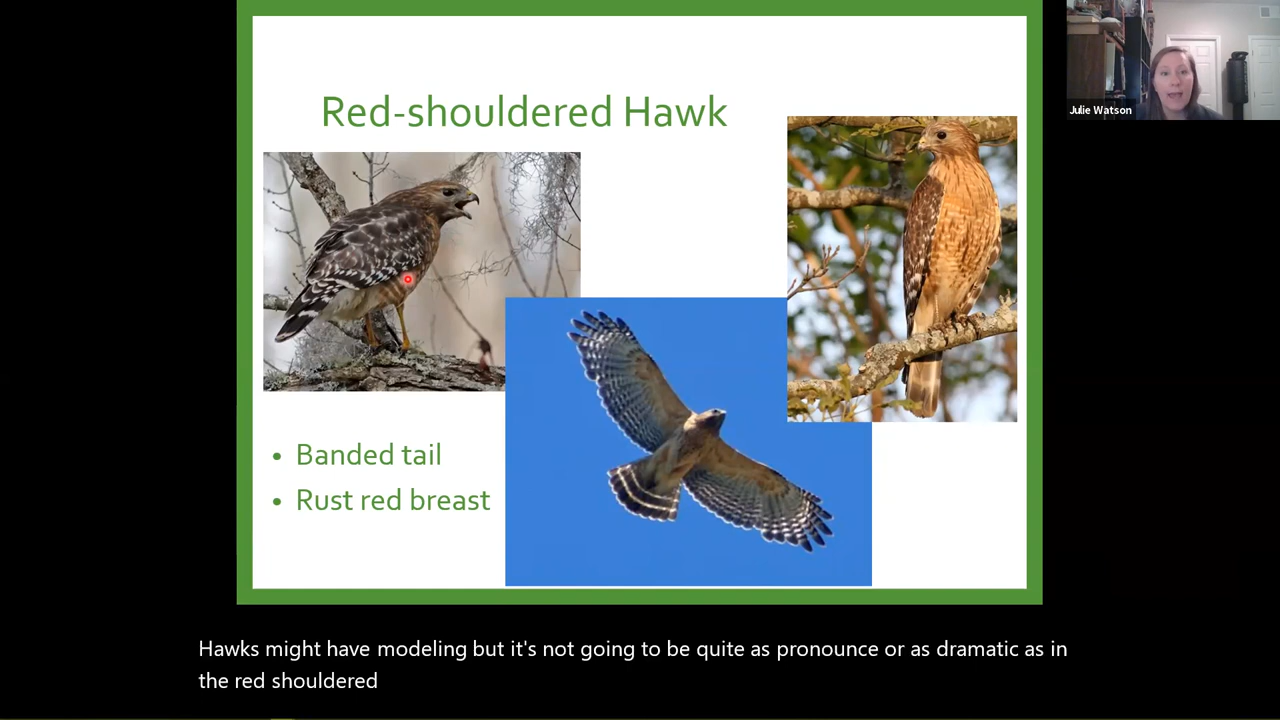 Red-shouldered Hawk
Julie Watson
• Banded tail
• Rust red breast
Hawks might have modeling but it's not going to be quite as pronounce or as dramatic as in
the red shouldered